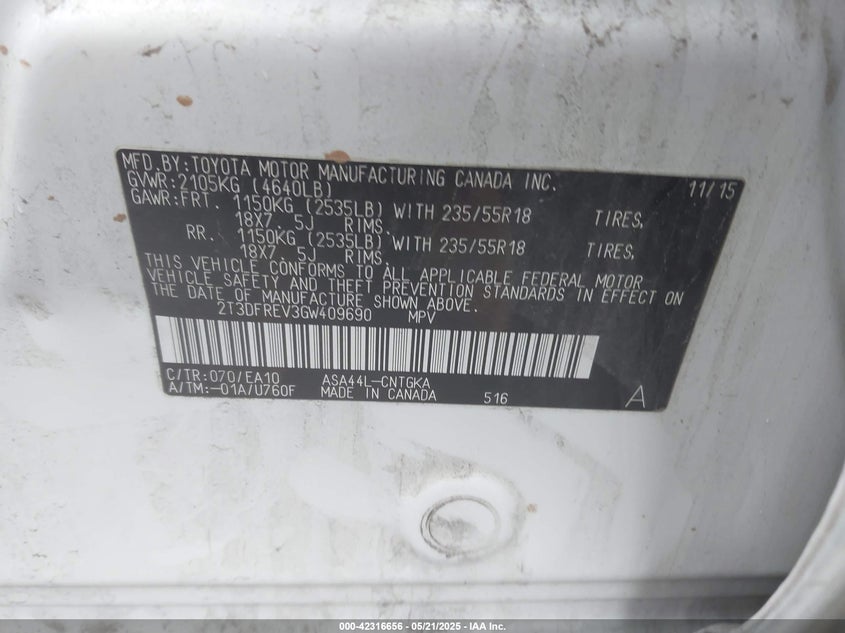 MFD.BY:TOYOTA MOTOR MANUFACTURING CANADA INC. 11/15
GVWR:2105KG (4640LB)
GAWR:FRT. 1150KG (2535LB) WITH 235/55R18 TIRES,
18X7. 5J RIMS.
RR. 1150KG (2535LB) WITH 235/55R18 TIRES,
18X7. 5J RIMS.
THIS VEHICLE CONFORMS TO ALL APPLICABLE FEDERAL MOTOR
VEHICLE SAFETY AND THEFT PREVENTION STANDARDS IN EFFECT ON
THE DATE OF MANUFACTURE SHOWN ABOVE.
2T3DFREV3GW409690 MPV
C/TR:070/EA10 ASA44L-CNTGKA
A/TM:-01A/U760F MADE IN CANADA 516 A
000-42316656 - 05/21/2025 - IAA Inc.